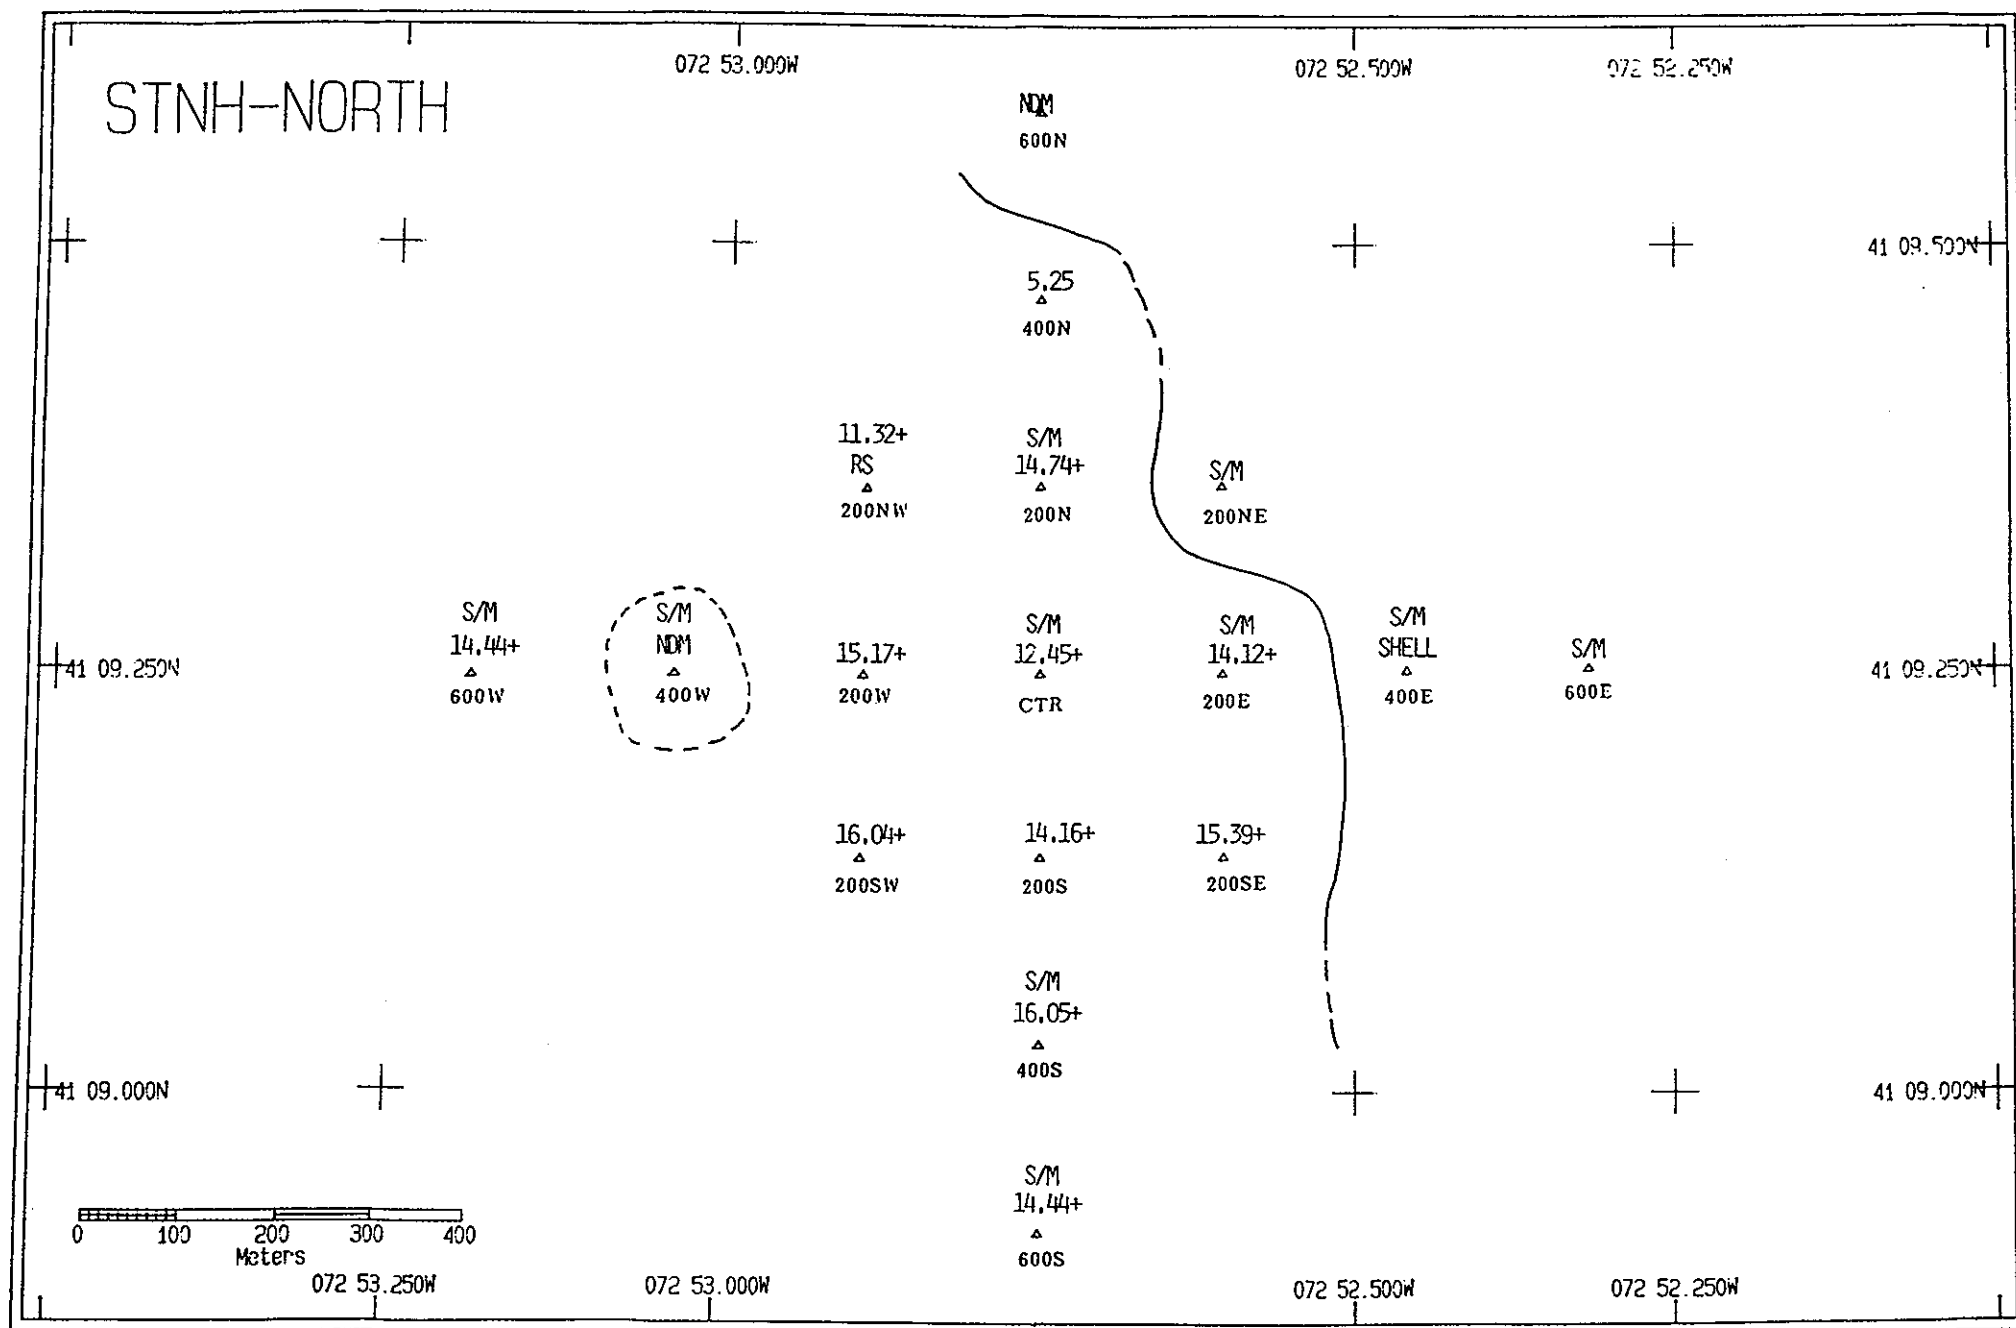 072 53.000W
072 52.500W
072 52.250W
STNH-NORTH
NDM
600N
41 09.500N
5.25
400N
11.32+
RS
200NW
S/M
14.74+
200N
S/M
200NE
S/M
14.44+
600W
S/M
NDM
400W
15.17+
200W
S/M
12.45+
CTR
S/M
14.12+
200E
S/M
SHELL
400E
S/M
600E
41 09.250N
41 09.250N
16.04+
200SW
14.16+
200S
15.39+
200SE
S/M
16.05+
400S
41 09.000N
41 09.000N
S/M
14.44+
600S
0 100 200 300 400
Meters
072 53.250W
072 53.000W
072 52.500W
072 52.250W